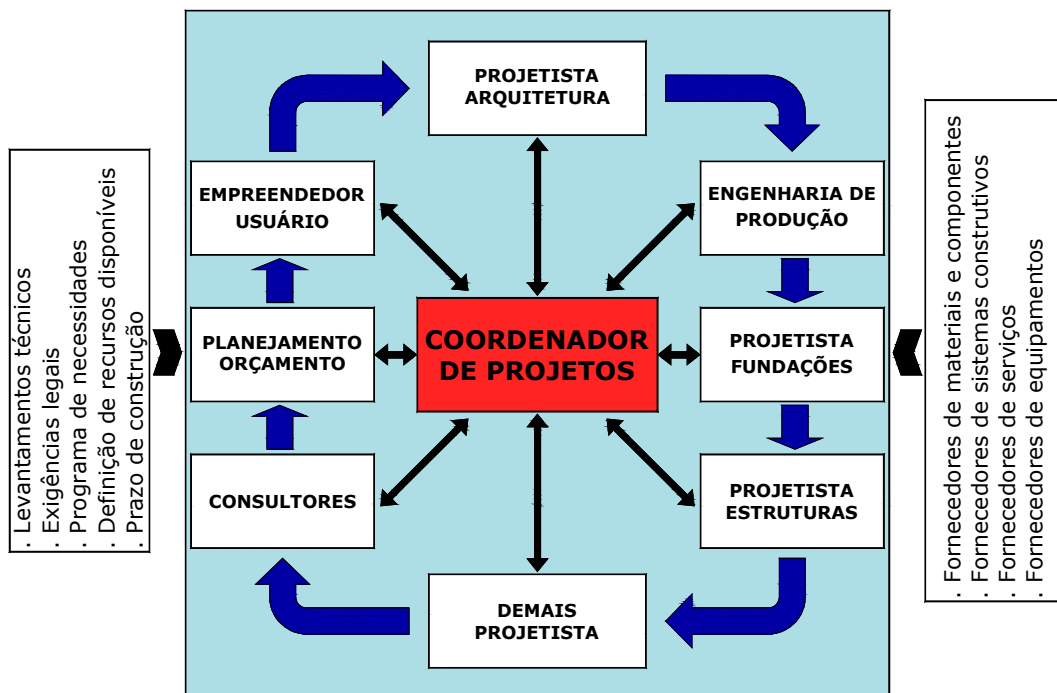 . Levantamentos técnicos
. Exigências legais
. Programa de necessidades
. Definição de recursos disponíveis
. Prazo de construção
PROJETISTA
ARQUITETURA
EMPREENDEDOR
USUÁRIO
ENGENHARIA DE
PRODUÇÃO
PLANEJAMENTO
ORÇAMENTO
COORDENADOR
DE PROJETOS
PROJETISTA
FUNDAÇÕES
CONSULTORES
PROJETISTA
ESTRUTURAS
DEMAIS
PROJETISTA
. Fornecedores de materiais e componentes
. Fornecedores de sistemas construtivos
. Fornecedores de serviços
. Fornecedores de equipamentos